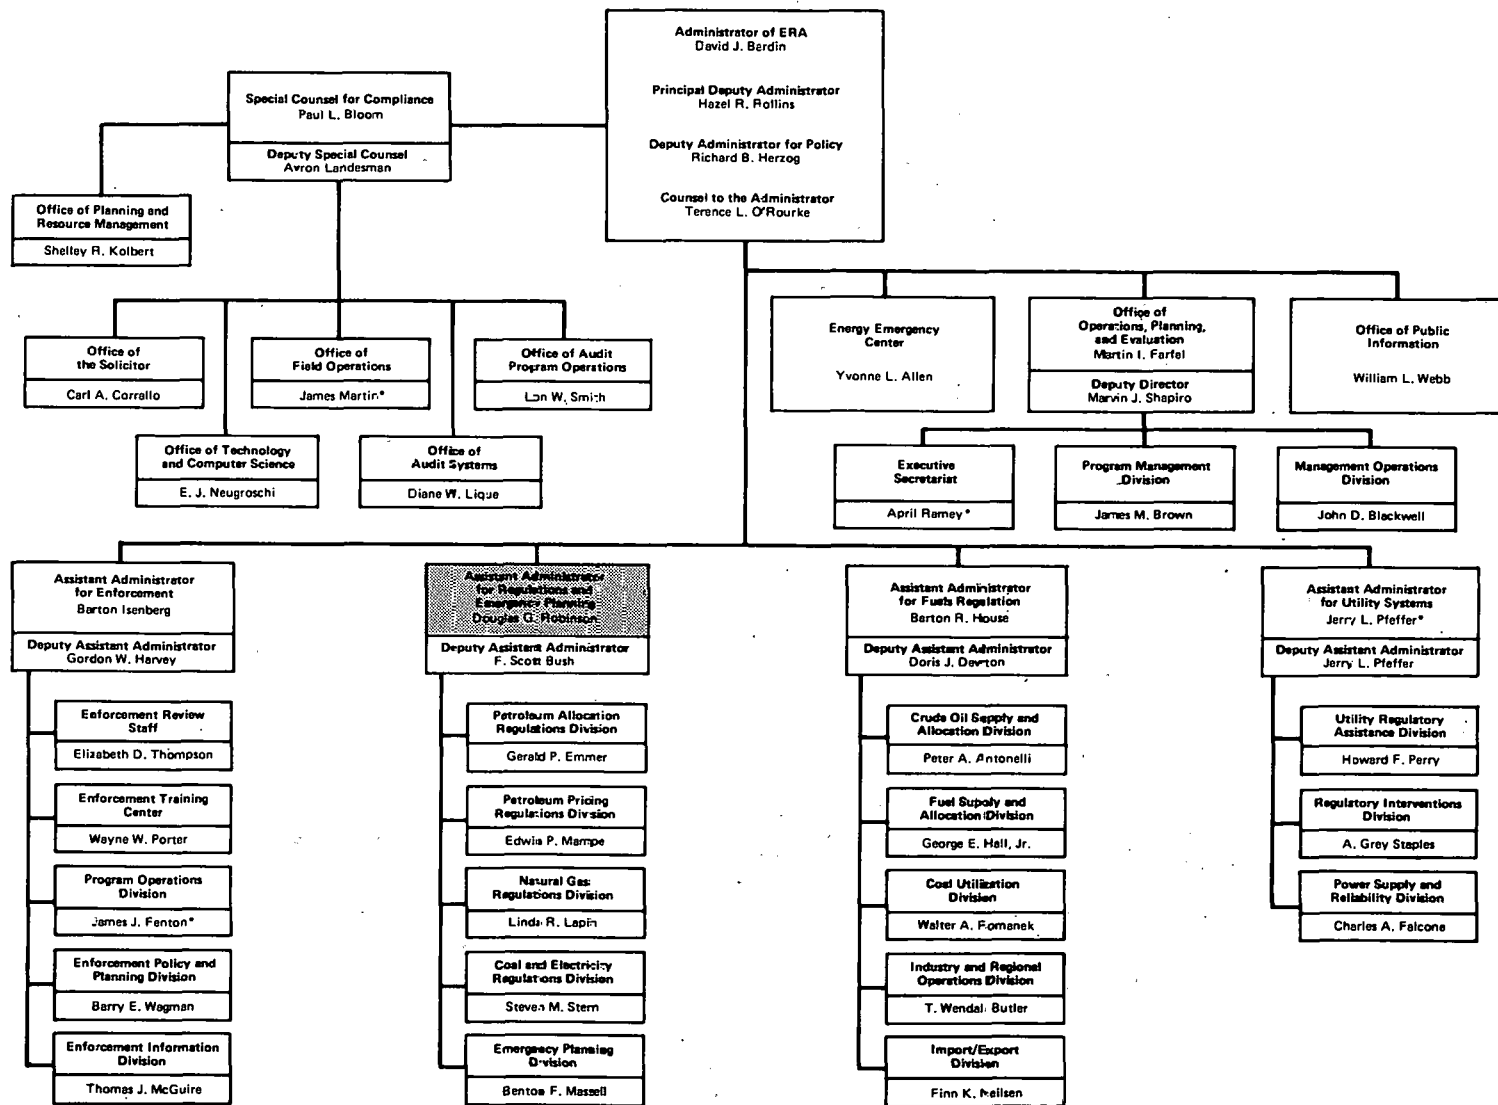 Administrator of ERA
David J. Bardin
Principal Deputy Administrator
Hazel R. Rollins
Deputy Administrator for Policy
Richard B. Herzog
Counsel to the Administrator
Terence L. O'Rourke
Special Counsel for Compliance
Paul L. Bloom
Deputy Special Counsel
Avron Landesman
Office of Planning and
Resource Management
Shelley R. Kolbert
Office of
the Solicitor
Carl A. Corrallo
Office of
Field Operations
James Martin*
Office of Audit
Program Operations
Lon W. Smith
Office of Technology
and Computer Science
E. J. Neugroschi
Office of
Audit Systems
Diane W. Lique
Energy Emergency
Center
Yvonne L. Allen
Office of
Operations, Planning,
and Evaluation
Martin I. Farfel
Deputy Director
Marvin J. Shapiro
Office of Public
Information
William L. Webb
Executive
Secretariat
April Ramey*
Program Management
Division
James M. Brown
Management Operations
Division
John D. Blackwell
Assistant Administrator
for Enforcement
Barton Isenberg
Deputy Assistant Administrator
Gordon W. Harvey
Enforcement Review
Staff
Elizabeth D. Thompson
Enforcement Training
Center
Wayne W. Porter
Program Operations
Division
James J. Fenton*
Enforcement Policy and
Planning Division
Barry E. Wagman
Enforcement Information
Division
Thomas J. McGuire
Assistant Administrator
for Regulations and
Emergency Planning
Douglas G. Robinson
Deputy Assistant Administrator
F. Scott Bush
Petroleum Allocation
Regulations Division
Gerald P. Emmer
Petroleum Pricing
Regulations Division
Edwin P. Mampe
Natural Gas
Regulations Division
Linda R. Lapin
Coal and Electricity
Regulations Division
Steven M. Stern
Emergency Planning
Division
Benton F. Massell
Assistant Administrator
for Fuels Regulation
Barton R. House
Deputy Assistant Administrator
Doris J. Dewton
Crude Oil Supply and
Allocation Division
Peter A. Antonelli
Fuel Supply and
Allocation Division
George E. Hall, Jr.
Coal Utilization
Division
Walter A. Romanek
Industry and Regional
Operations Division
T. Wendall Butler
Import/Export
Division
Finn K. Neilsen
Assistant Administrator
for Utility Systems
Jerry L. Pfeffer*
Deputy Assistant Administrator
Jerry L. Pfeffer
Utility Regulatory
Assistance Division
Howard F. Perry
Regulatory Interventions
Division
A. Grey Staples
Power Supply and
Reliability Division
Charles A. Falcone